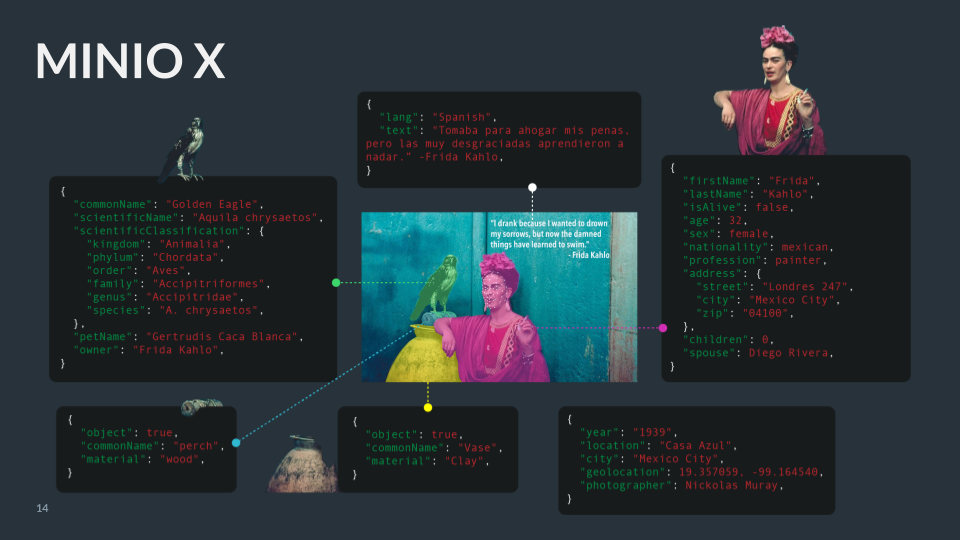 MINIO X
{
"lang": "Spanish",
"text": "Tomaba para ahogar mis penas,
pero las muy desgraciadas aprendieron a
nadar." -Frida Kahlo,
}
{
"commonName": "Golden Eagle",
"scientificName": "Aquila chrysaetos",
"scientificClassification": {
"kingdom": "Animalia",
"phylum": "Chordata",
"order": "Aves",
"family": "Accipitriformes",
"genus": "Accipitridae",
"species": "A. chrysaetos",
},
"petName": "Gertrudis Caca Blanca",
"owner": "Frida Kahlo",
}
"I drank because I wanted to drown
my sorrows, but now the damned
things have learned to swim."
- Frida Kahlo
{
"firstName": "Frida",
"lastName": "Kahlo",
"isAlive": false,
"age": 32,
"sex": female,
"nationality": mexican,
"profession": painter,
"address": {
"street": "Londres 247",
"city": "Mexico City",
"zip": "04100",
},
"children": 0,
"spouse": Diego Rivera,
}
{
"object": true,
"commonName": "perch",
"material": "wood",
}
{
"object": true,
"commonName": "Vase",
"material": "Clay",
}
{
"year": "1939",
"location": "Casa Azul",
"city": "Mexico City",
"geolocation": 19.357059, -99.164540,
"photographer": Nickolas Muray,
}
14